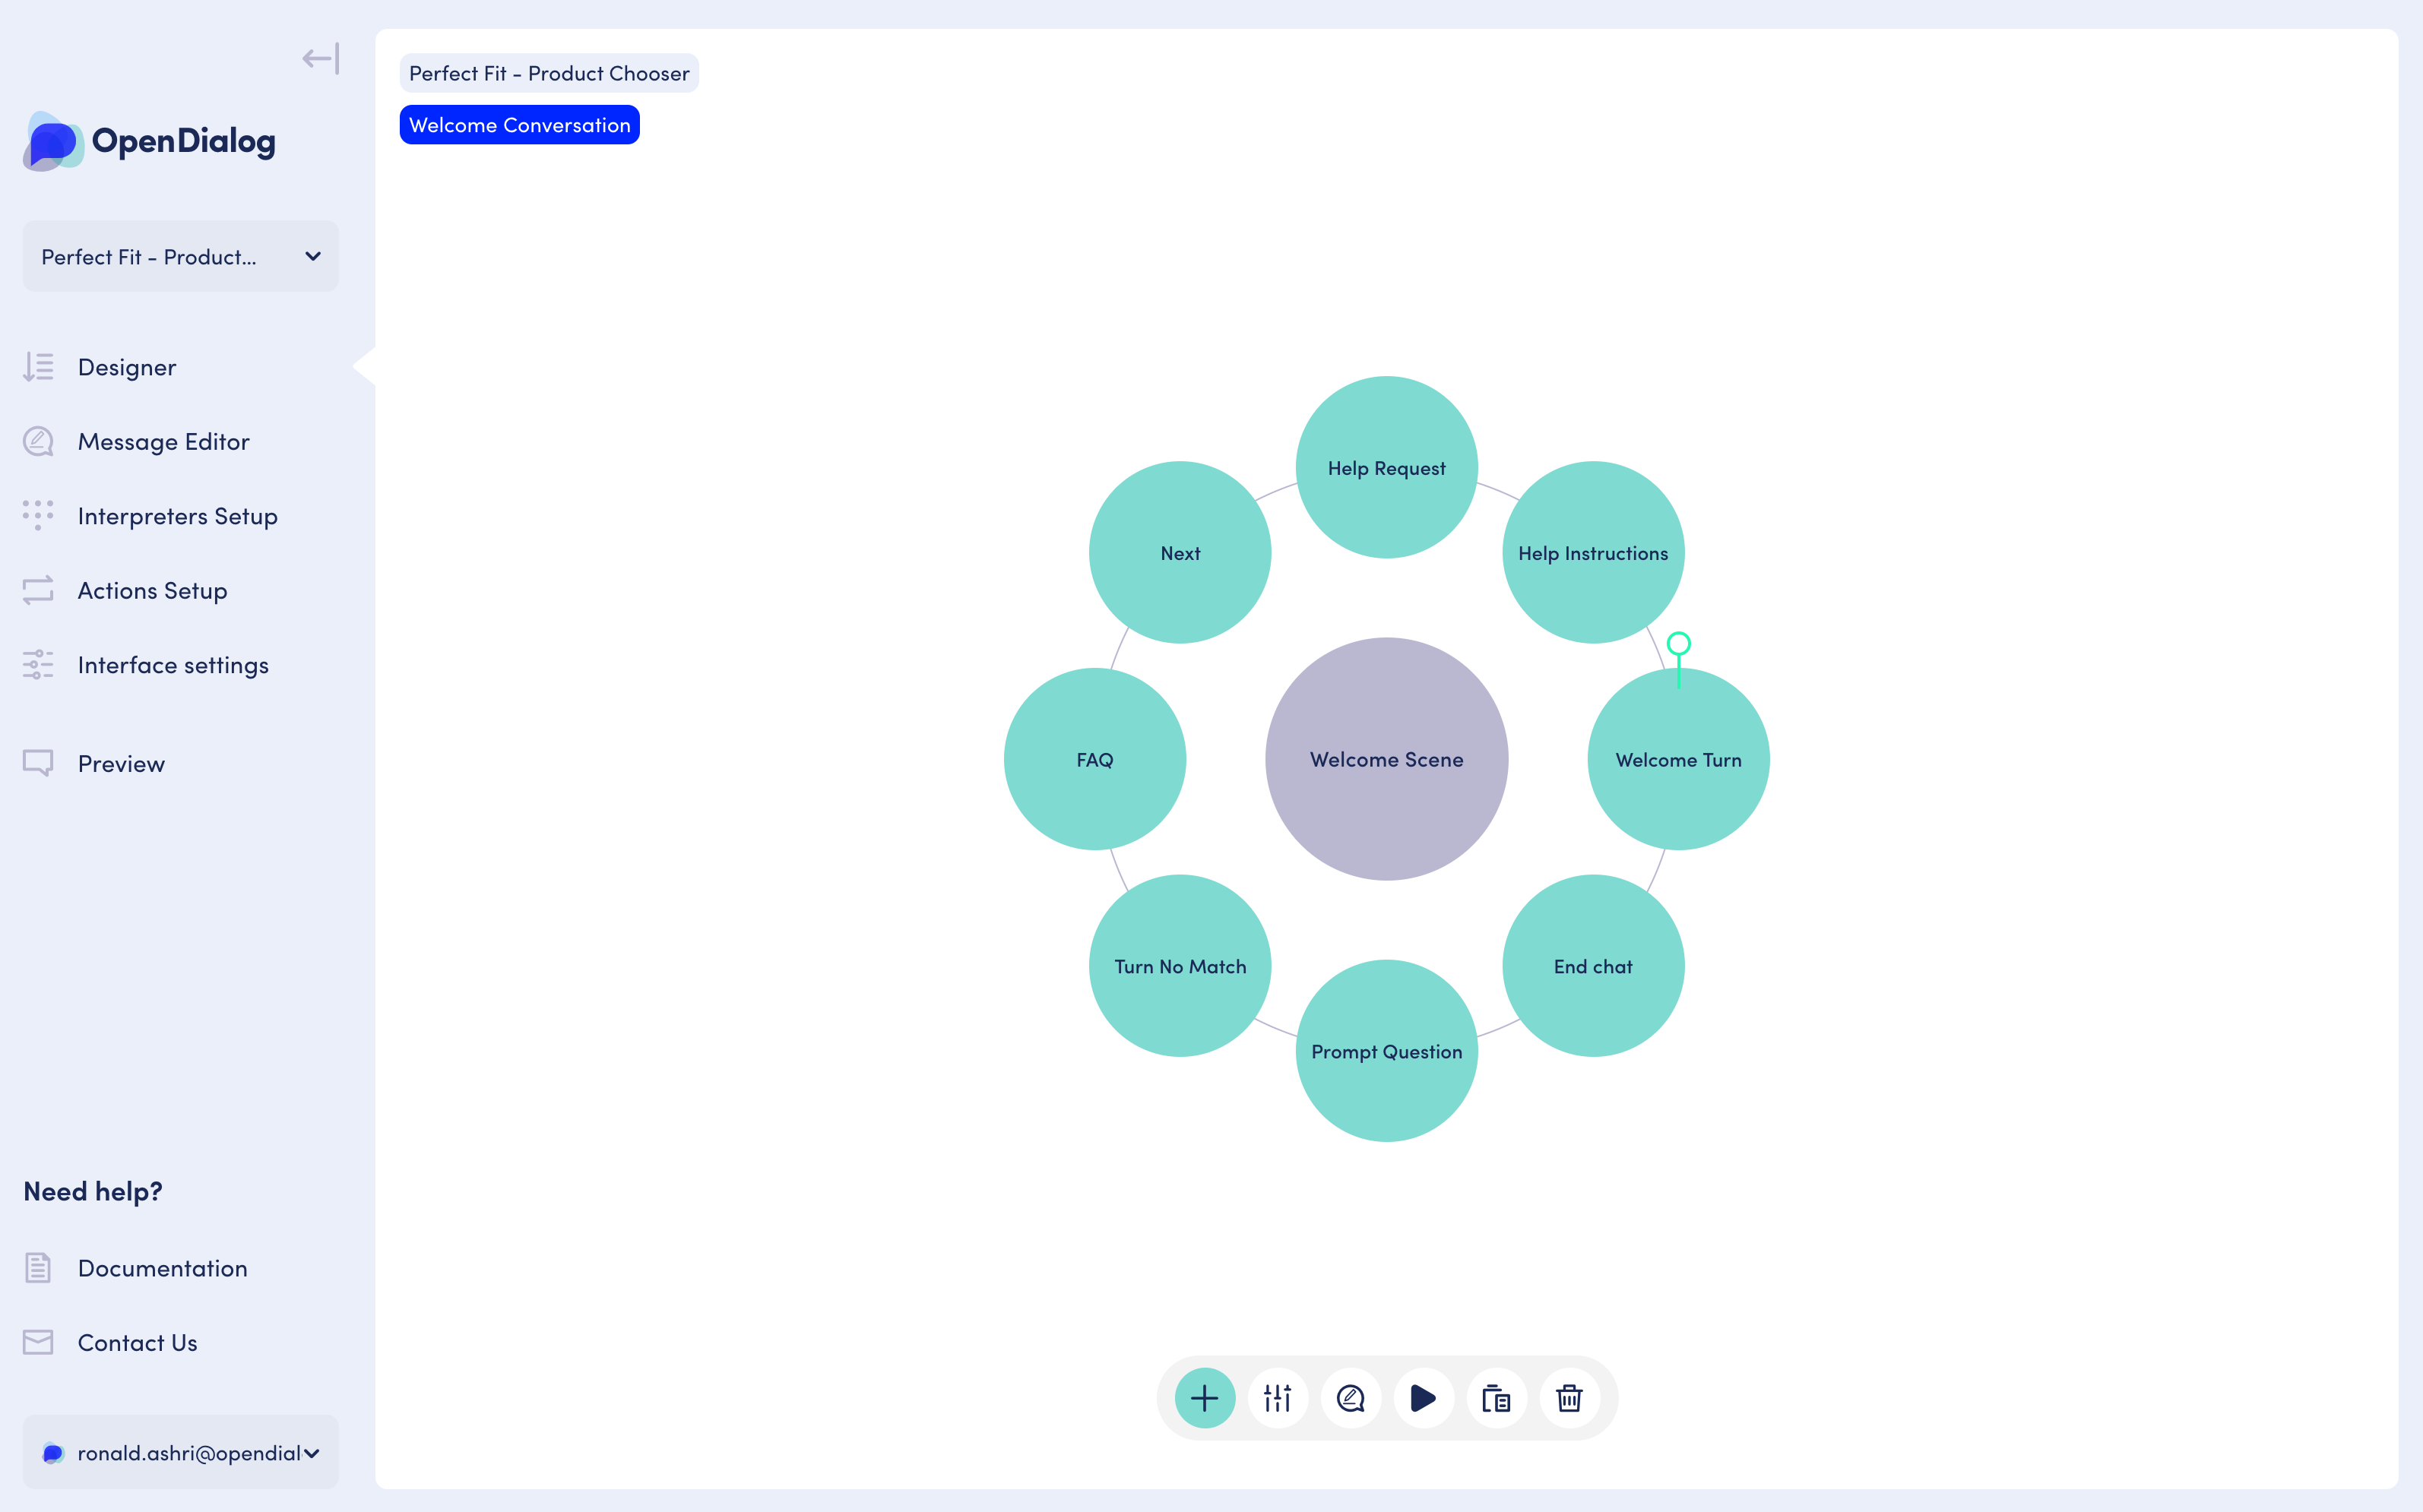 OpenDialog
Perfect Fit - Product...
Designer
Message Editor
Interpreters Setup
Actions Setup
Interface settings
Preview
Need help?
Documentation
Contact Us
ronald.ashri@opendial
Perfect Fit - Product Chooser
Welcome Conversation
Help Request
Next
Help Instructions
FAQ
Welcome Scene
Welcome Turn
Turn No Match
End chat
Prompt Question